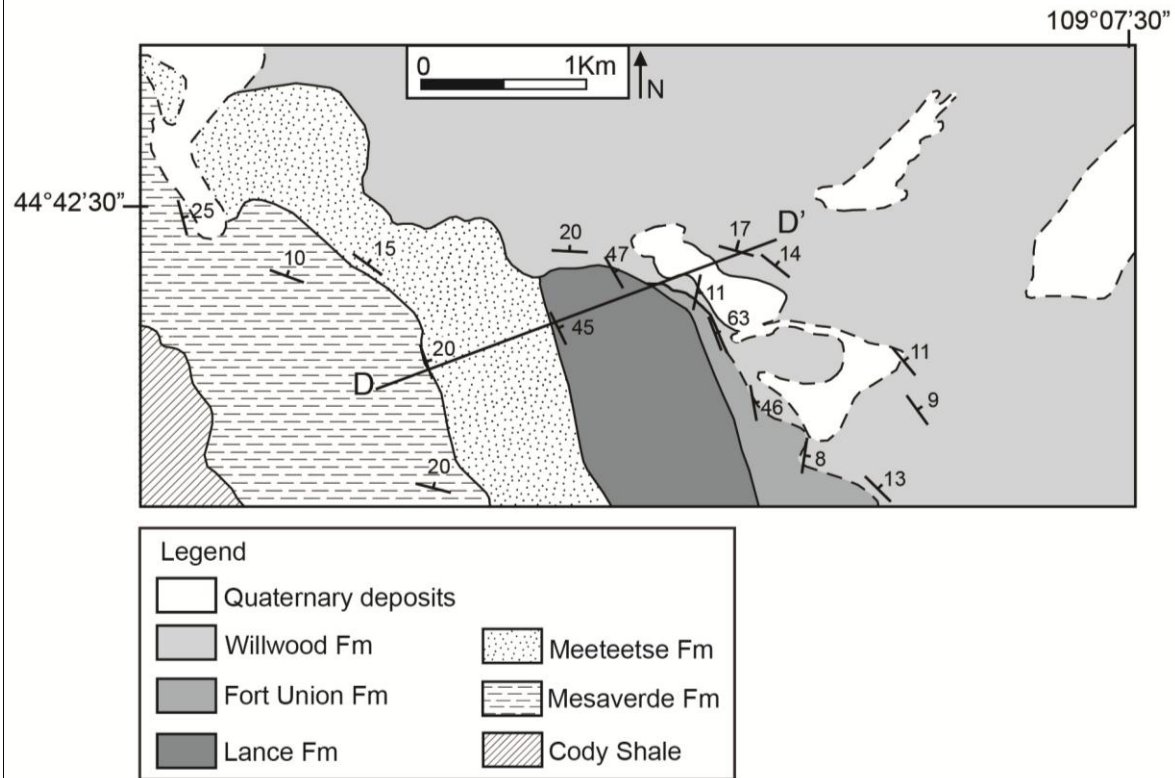 109°07'30"
0 1Km
N
44°42'30"
25
10
15
20
47
17
D'
14
11
45
63
20
D
11
9
46
20
8
13
Legend
Quaternary deposits
Willwood Fm
Fort Union Fm
Lance Fm
Meeteetse Fm
Mesaverde Fm
Cody Shale